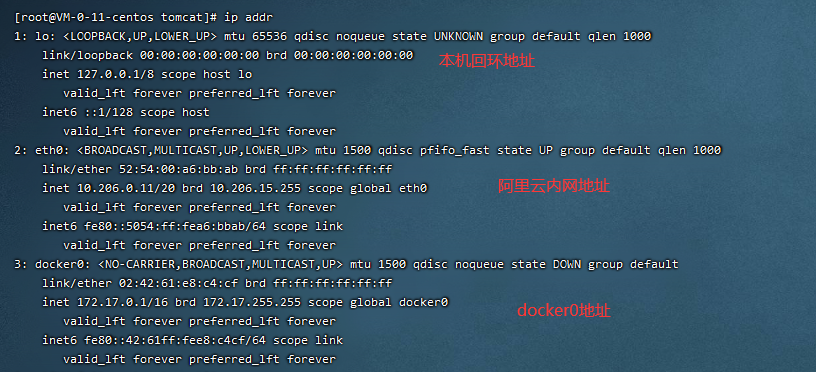 [root@VM-0-11-centos tomcat]# ip addr
1: lo: <LOOPBACK,UP,LOWER_UP> mtu 65536 qdisc noqueue state UNKNOWN group default qlen 1000
link/loopback 00:00:00:00:00:00 brd 00:00:00:00:00:00
本机回环地址
inet 127.0.0.1/8 scope host lo
valid_lft forever preferred_lft forever
inet6 ::1/128 scope host
valid_lft forever preferred_lft forever
2: eth0: <BROADCAST,MULTICAST,UP,LOWER_UP> mtu 1500 qdisc pfifo_fast state UP group default qlen 1000
link/ether 52:54:00:a6:bb:ab brd ff:ff:ff:ff:ff:ff
inet 10.206.0.11/20 brd 10.206.15.255 scope global eth0
阿里云内网地址
valid_lft forever preferred_lft forever
inet6 fe80::5054:ff:fea6:bbab/64 scope link
valid_lft forever preferred_lft forever
3: docker0: <NO-CARRIER,BROADCAST,MULTICAST,UP> mtu 1500 qdisc noqueue state DOWN group default
link/ether 02:42:61:e8:c4:cf brd ff:ff:ff:ff:ff:ff
inet 172.17.0.1/16 brd 172.17.255.255 scope global docker0
docker0地址
valid_lft forever preferred_lft forever
inet6 fe80::42:61ff:fee8:c4cf/64 scope link
valid_lft forever preferred_lft forever